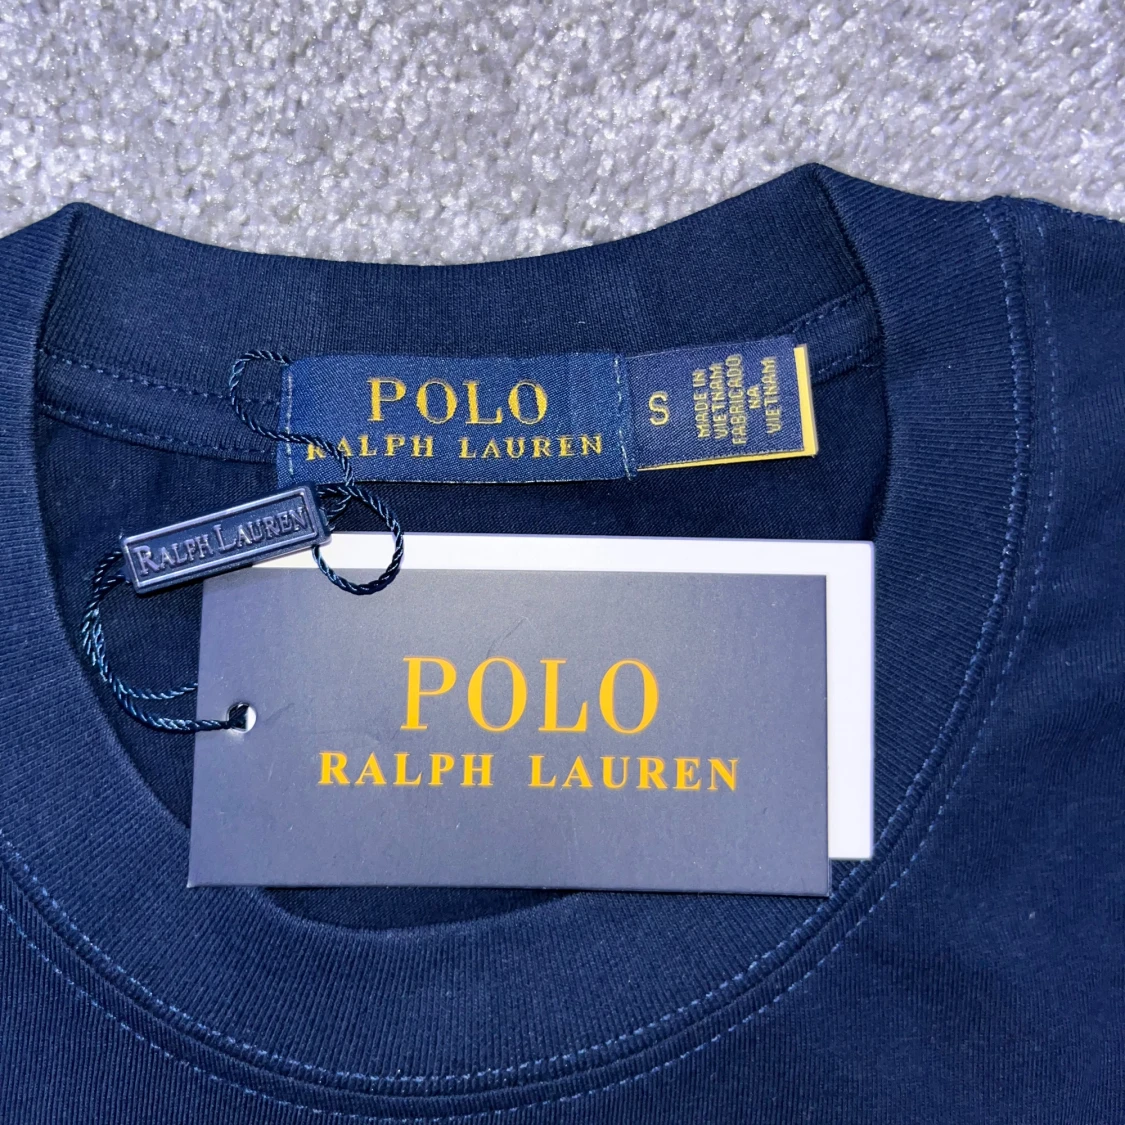 POLO
RALPH LAUREN
S
MADE IN
VIETNAM
FABRICADO
NA
VIETNAM
RALPH LAUREN
POLO
RALPH LAUREN